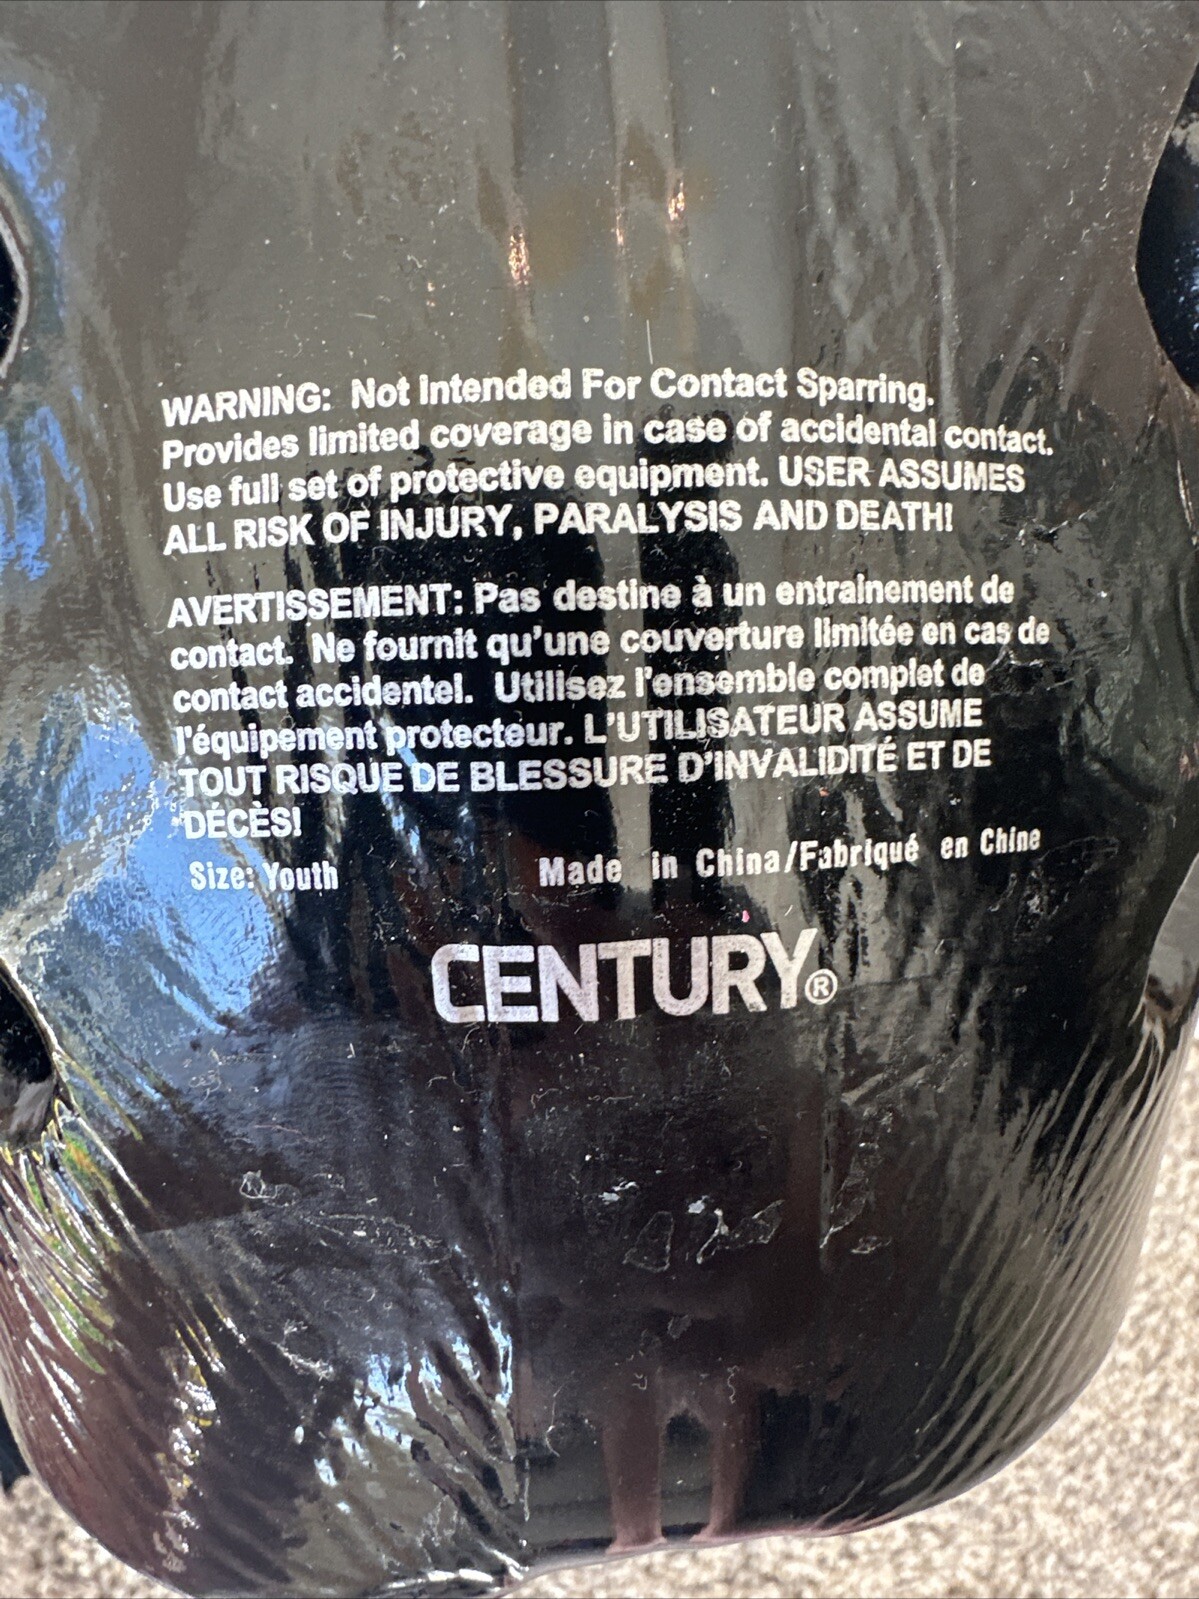 WARNING: Not Intended For Contact Sparring.
Provides limited coverage in case of accidental contact.
Use full set of protective equipment. USER ASSUMES
ALL RISK OF INJURY, PARALYSIS AND DEATH!
AVERTISSEMENT: Pas destine à un entrainement de
contact. Ne fournit qu'une couverture limitée en cas de
contact accidentel. Utilisez l'ensemble complet de
l'équipement protecteur. L'UTILISATEUR ASSUME
TOUT RISQUE DE BLESSURE D'INVALIDITÉ ET DE
DÉCÈS!
Size: Youth Made in China/Fabriqué en Chine
CENTURY®